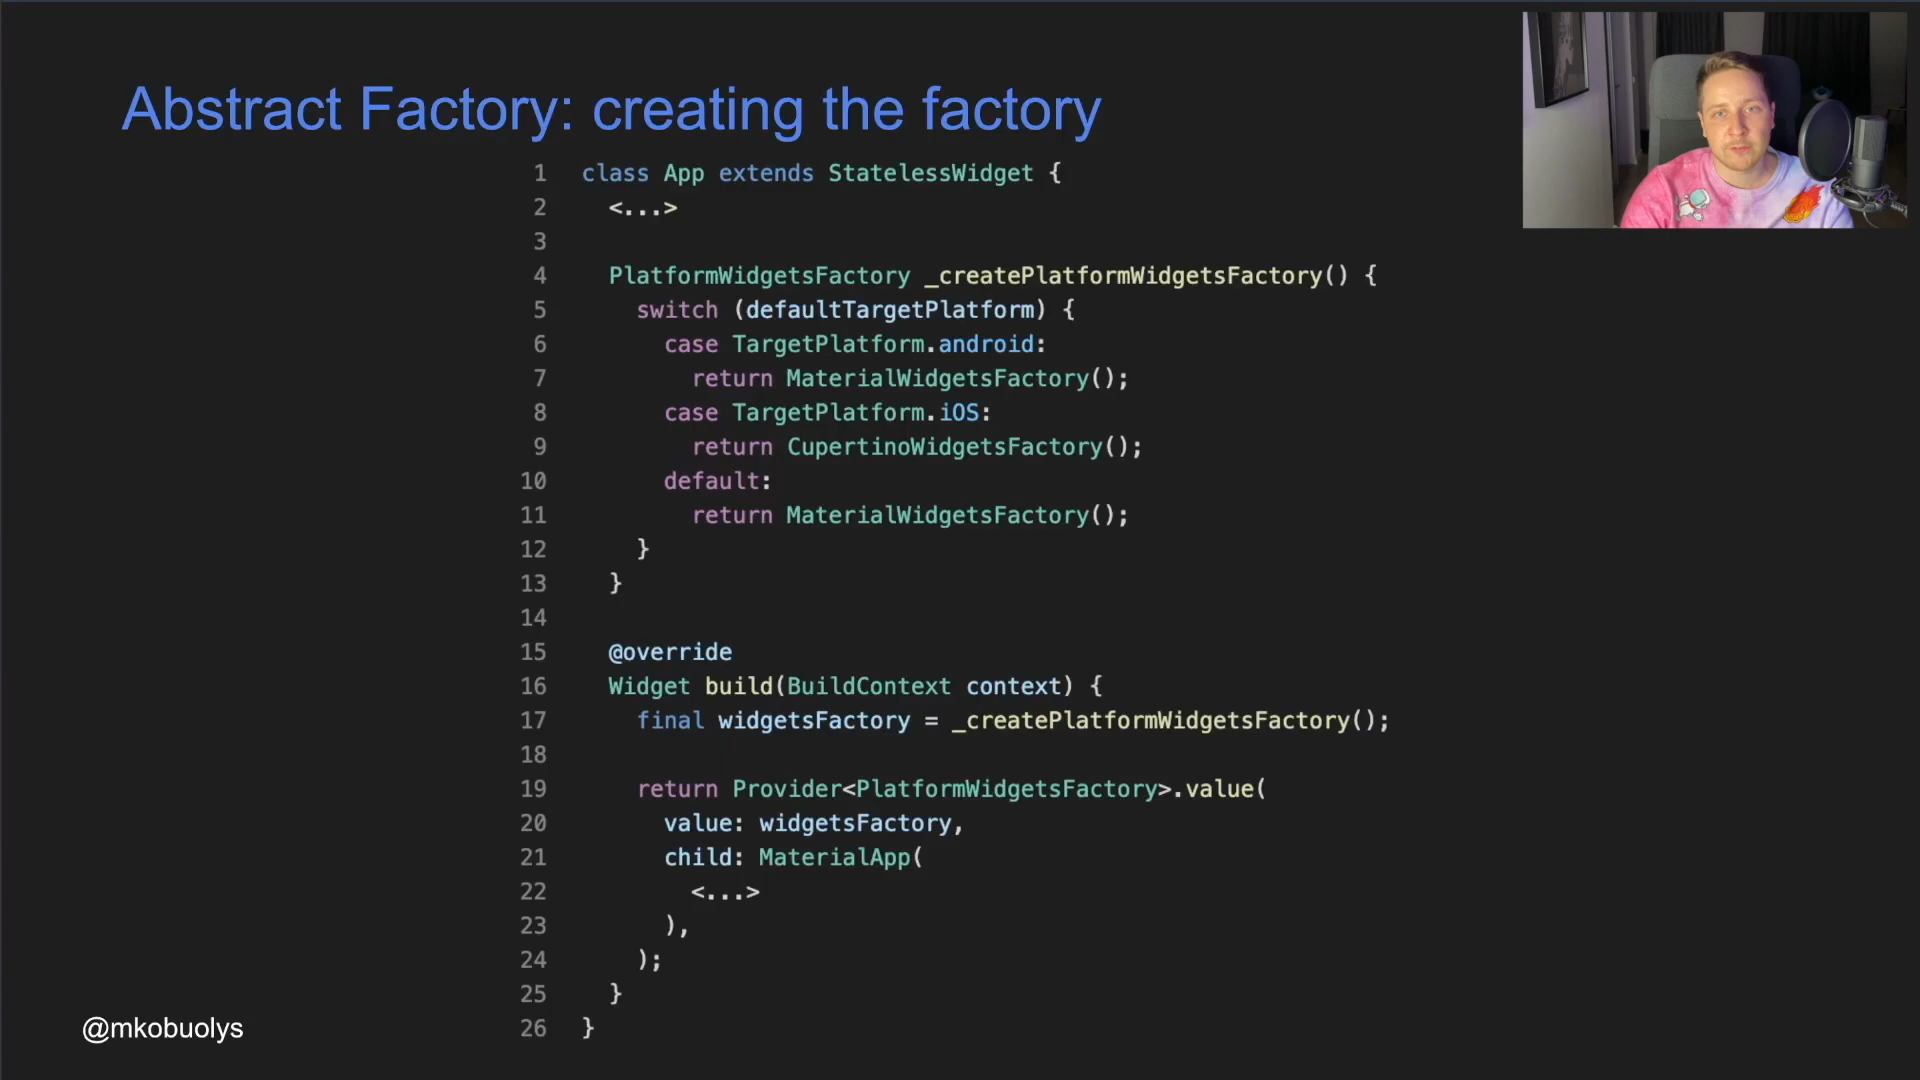 Abstract Factory: creating the factory
1 class App extends StatelessWidget {
2 <...>
3
4 PlatformWidgetsFactory _createPlatformWidgetsFactory() {
5 switch (defaultTargetPlatform) {
6 case TargetPlatform.android:
7 return MaterialWidgetsFactory();
8 case TargetPlatform.iOS:
9 return CupertinoWidgetsFactory();
10 default:
11 return MaterialWidgetsFactory();
12 }
13 }
14
15 @override
16 Widget build(BuildContext context) {
17 final widgetsFactory = _createPlatformWidgetsFactory();
18
19 return Provider<PlatformWidgetsFactory>.value(
20 value: widgetsFactory,
21 child: MaterialApp(
22 <...>
23 ),
24 );
25 }
26 }
@mkobuolys